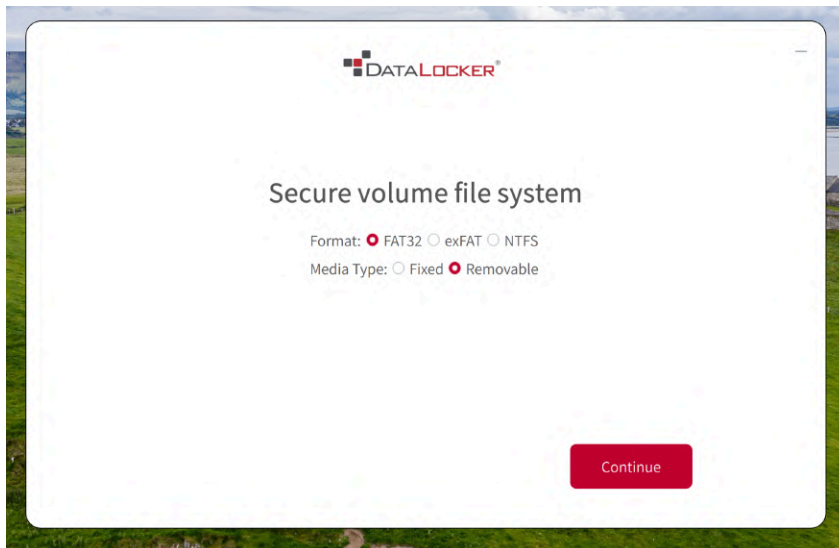 DATALOCKER®
Secure volume file system
Format: FAT32 exFAT NTFS
Media Type: Fixed Removable
Continue